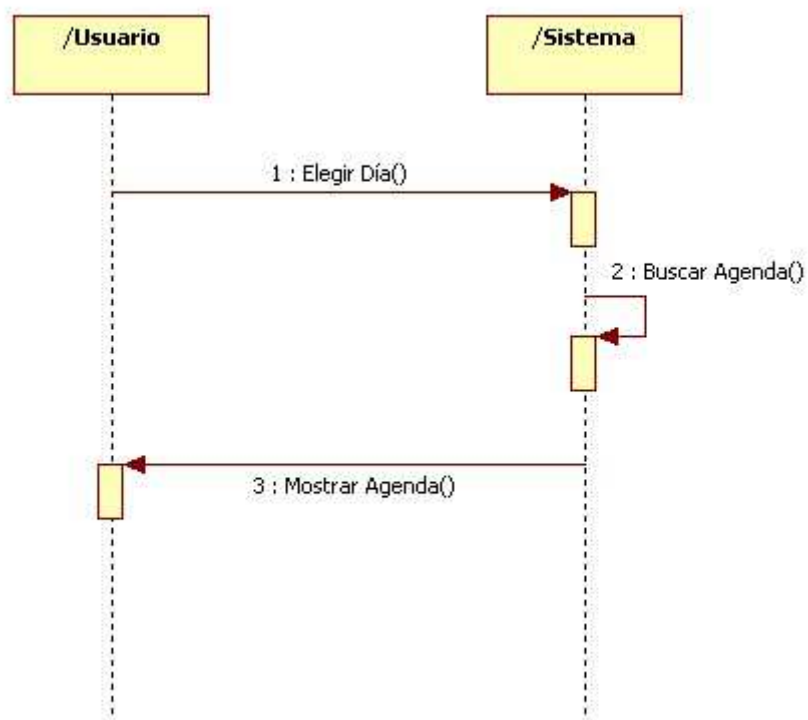 /Usuario
/Sistema
1 : Elegir Día()
2 : Buscar Agenda()
3 : Mostrar Agenda()